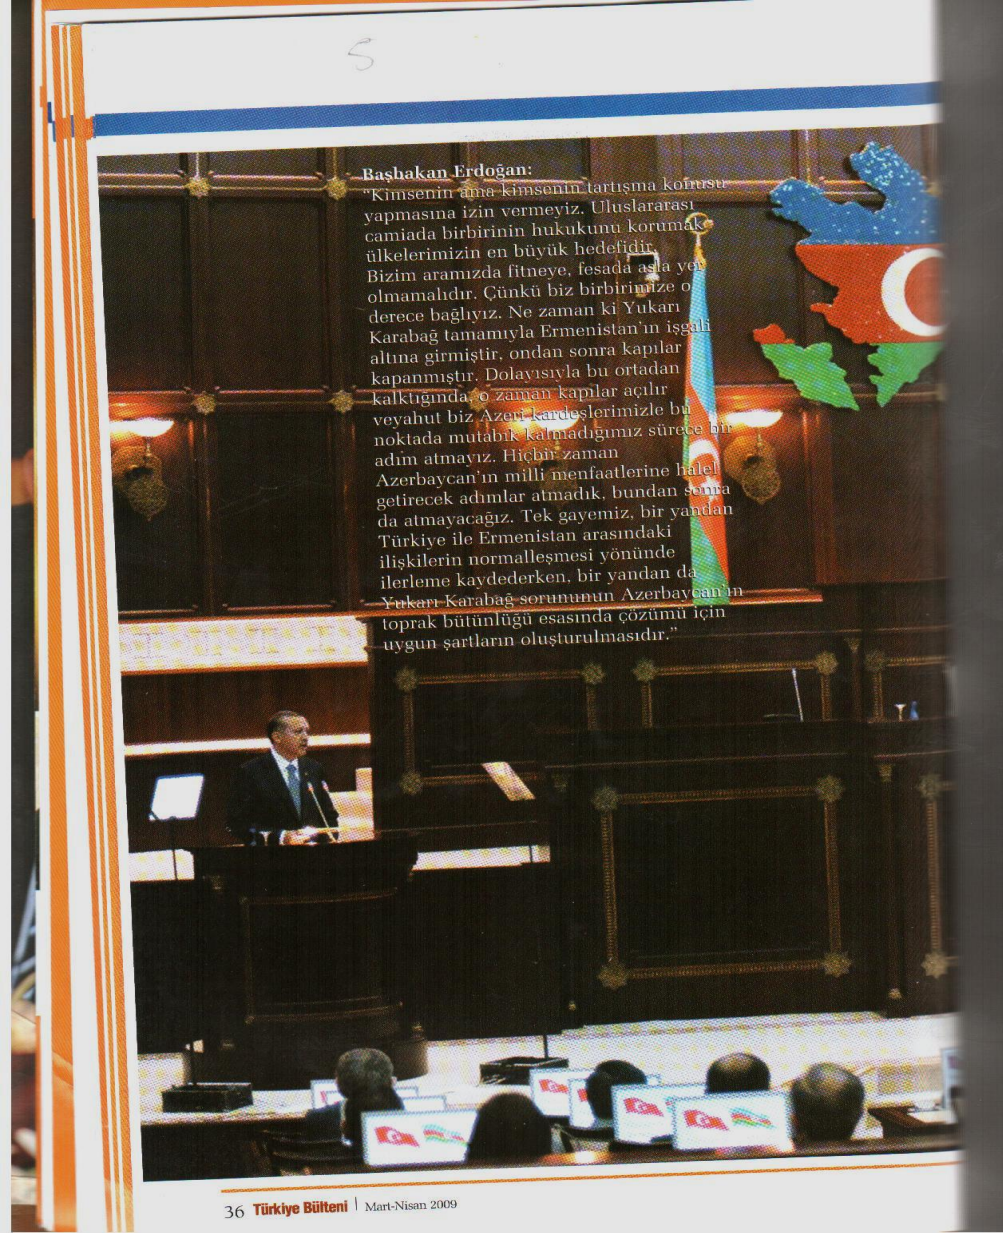 S
Başbakan Erdoğan:
"Kimsenin ama kimsenin tartışma konusu
yapmasına izin vermeyiz. Uluslararası
camiada birbirinin hukukunu korumak
ülkelerimizin en büyük hedefidir.
Bizim aramızda fitneye, fesada asla yer
olmamalıdır. Çünkü biz birbirimize o
derece bağlıyız. Ne zaman ki Yukarı
Karabağ tamamıyla Ermenistan'ın işgali
altına girmiştir, ondan sonra kapılar
kapanmıştır. Dolayısıyla bu ortadan
kalktığında, o zaman kapılar açılır
veyahut biz Azeri kardeşlerimizle bu
noktada mutabık kalmadığımız sürece bir
adım atmayız. Hiçbir zaman
Azerbaycan'ın milli menfaatlerine halel
getirecek adımlar atmadık, bundan sonra
da atmayacağız. Tek gayemiz, bir yandan
Türkiye ile Ermenistan arasındaki
ilişkilerin normalleşmesi yönünde
ilerleme kaydederken, bir yandan da
Yukarı Karabağ sorununun Azerbaycan'ın
toprak bütünlüğü esasında çözümü için
uygun şartların oluşturulmasıdır."
36 Türkiye Bülteni | Mart-Nisan 2009